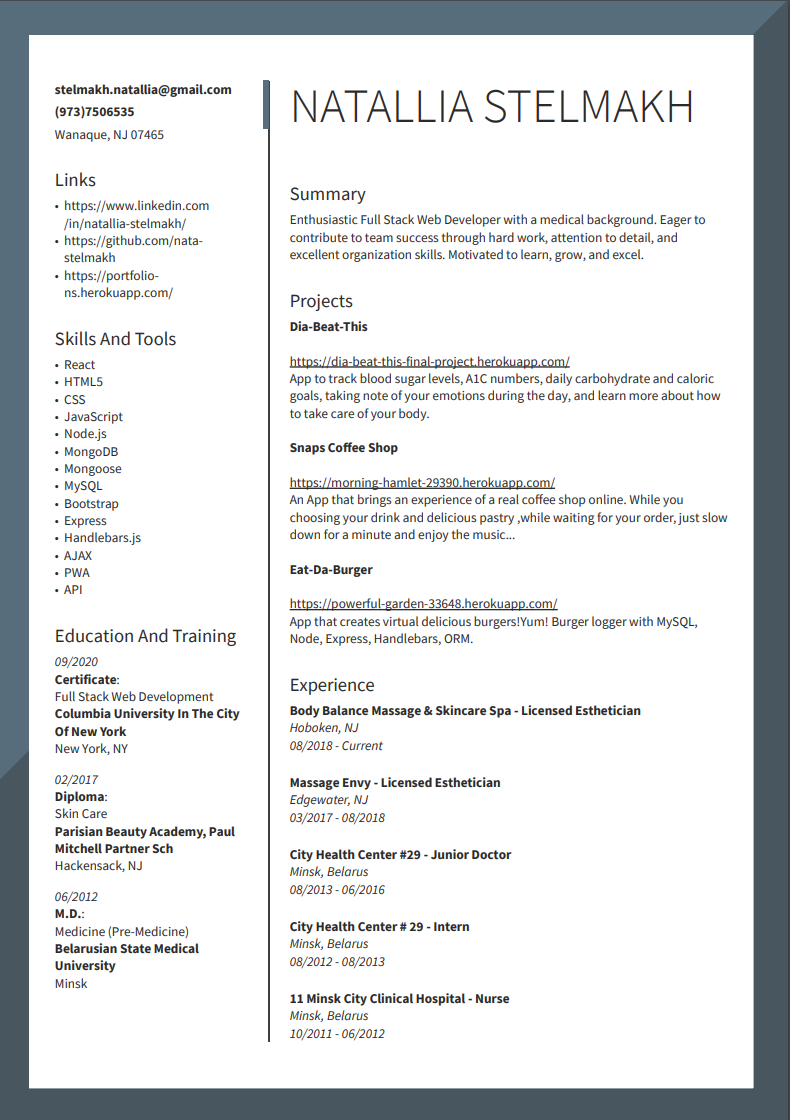 stelmakh.natallia@gmail.com
(973)7506535
Wanaque, NJ 07465
Links
• https://www.linkedin.com
/in/natallia-stelmakh/
• https://github.com/nata-
stelmakh
• https://portfolio-
ns.herokuapp.com/
Skills And Tools
• React
• HTML5
• CSS
• JavaScript
• Node.js
• MongoDB
• Mongoose
• MySQL
• Bootstrap
• Express
• Handlebars.js
• AJAX
• PWA
• API
Education And Training
09/2020
Certificate:
Full Stack Web Development
Columbia University In The City
Of New York
New York, NY
02/2017
Diploma:
Skin Care
Parisian Beauty Academy, Paul
Mitchell Partner Sch
Hackensack, NJ
06/2012
M.D.:
Medicine (Pre-Medicine)
Belarusian State Medical
University
Minsk
NATALLIA STELMAKH
Summary
Enthusiastic Full Stack Web Developer with a medical background. Eager to
contribute to team success through hard work, attention to detail, and
excellent organization skills. Motivated to learn, grow, and excel.
Projects
Dia-Beat-This
https://dia-beat-this-final-project.herokuapp.com/
App to track blood sugar levels, A1C numbers, daily carbohydrate and caloric
goals, taking note of your emotions during the day, and learn more about how
to take care of your body.
Snaps Coffee Shop
https://morning-hamlet-29390.herokuapp.com/
An App that brings an experience of a real coffee shop online. While you
choosing your drink and delicious pastry ,while waiting for your order, just slow
down for a minute and enjoy the music...
Eat-Da-Burger
https://powerful-garden-33648.herokuapp.com/
App that creates virtual delicious burgers!Yum! Burger logger with MySQL,
Node, Express, Handlebars, ORM.
Experience
Body Balance Massage & Skincare Spa - Licensed Esthetician
Hoboken, NJ
08/2018 - Current
Massage Envy - Licensed Esthetician
Edgewater, NJ
03/2017 - 08/2018
City Health Center #29 - Junior Doctor
Minsk, Belarus
08/2013 - 06/2016
City Health Center # 29 - Intern
Minsk, Belarus
08/2012 - 08/2013
11 Minsk City Clinical Hospital - Nurse
Minsk, Belarus
10/2011 - 06/2012